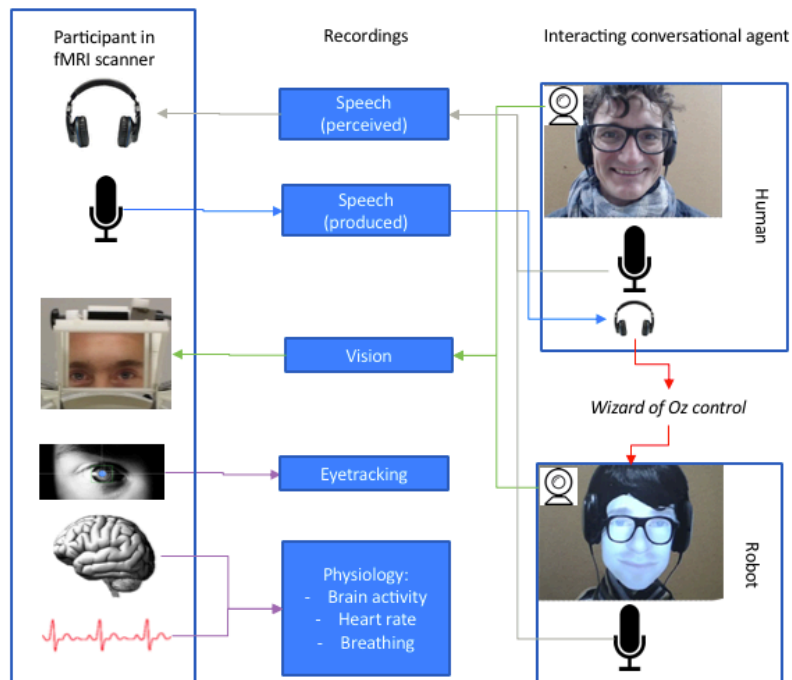 Participant in
fMRI scanner
Recordings
Interacting conversational agent
Speech
(perceived)
Speech
(produced)
Human
Vision
Wizard of Oz control
Eyetracking
Robot
Physiology:
- Brain activity
- Heart rate
- Breathing